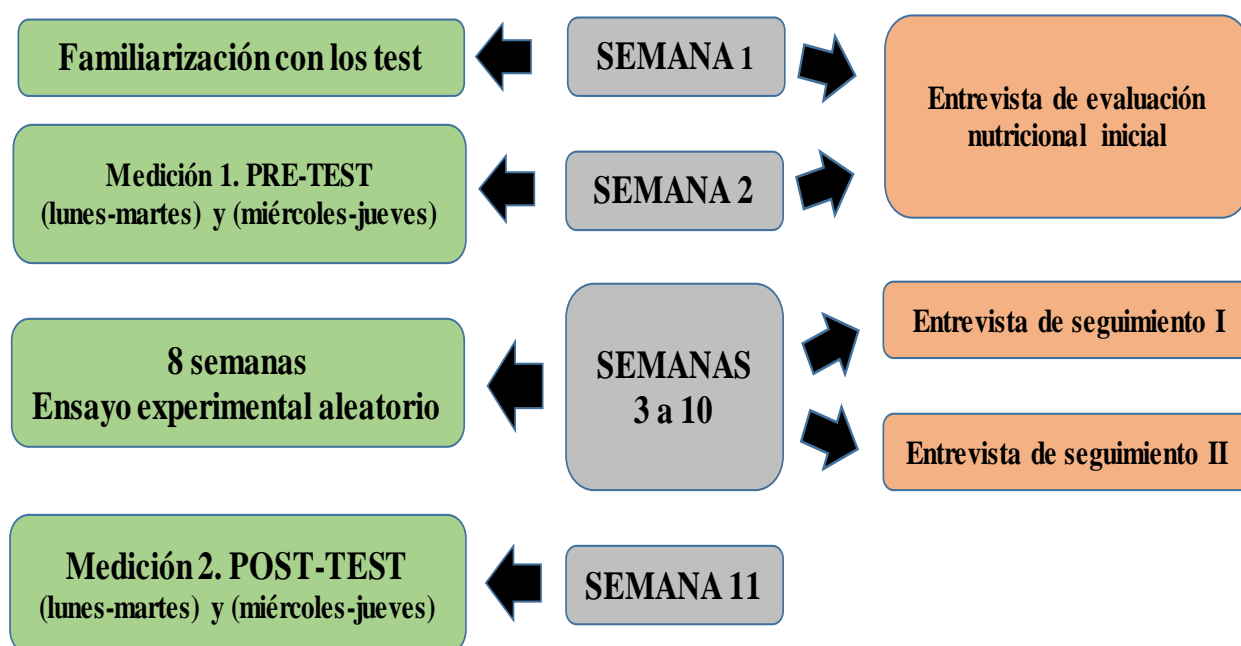 Familiarización con los test
SEMANA 1
Entrevista de evaluación
nutricional inicial
Medición 1. PRE-TEST
(lunes-martes) y (miércoles-jueves)
SEMANA 2
8 semanas
Ensayo experimental aleatorio
SEMANAS
3 a 10
Entrevista de seguimiento I
Entrevista de seguimiento II
Medición 2. POST-TEST
(lunes-martes) y (miércoles-jueves)
SEMANA 11